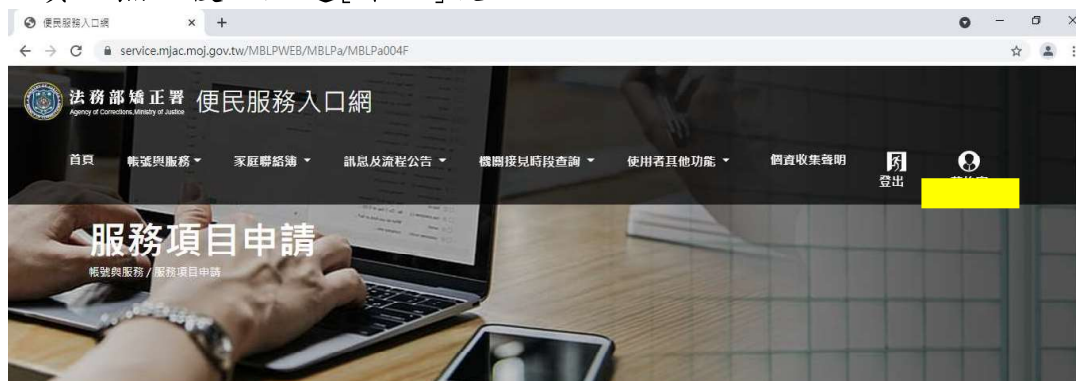 便民服務入口網
service.mjac.moj.gov.tw/MBLPWEB/MBLPa/MBLPa004F
法務部矯正署 便民服務入口網
Agency of Corrections,Ministry of Justice
首頁 帳號與服務 家庭聯絡簿 訊息及流程公告 機關接見時段查詢 使用者其他功能 個資收集聲明 登出
服務項目申請
帳號與服務 / 服務項目申請